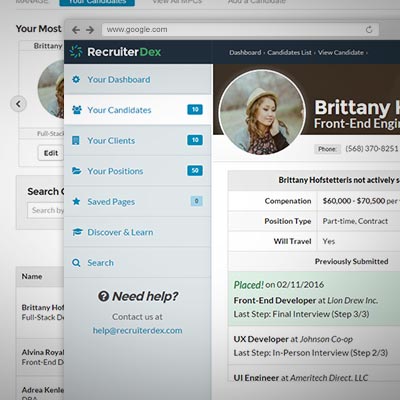 MANAGE:
Your Candidates
View All MPCs
Add a Candidate
Your Most
Brittany
Full-Stack
Edit
Search C
Search by
Name
Brittany Hof
Full-Stack De
Alvina Royal
Front-End En
Adrea Kenle
DBA
www.google.com
RecruiterDex
Dashboard › Candidates List › View Candidate ›
Your Dashboard
Your Candidates 10
Your Clients 10
Your Positions 50
Saved Pages 0
Discover & Learn
Search
Need help?
Contact us at
help@recruiterdex.com
Brittany H
Front-End Engin
Phone: (568) 370-8251
Brittany Hofstetteris not actively s
Compenation $60,000 - $70,500 per
Position Type Part-time, Contract
Will Travel Yes
Previously Submitted
Placed! on 02/11/2016
Front-End Developer at Lion Drew Inc.
Last Step: Final Interview (Step 3/3)
UX Developer at Johnson Co-op
Last Step: In-Person Interview (Step 2/3)
UI Engineer at Ameritech Direct. LLC